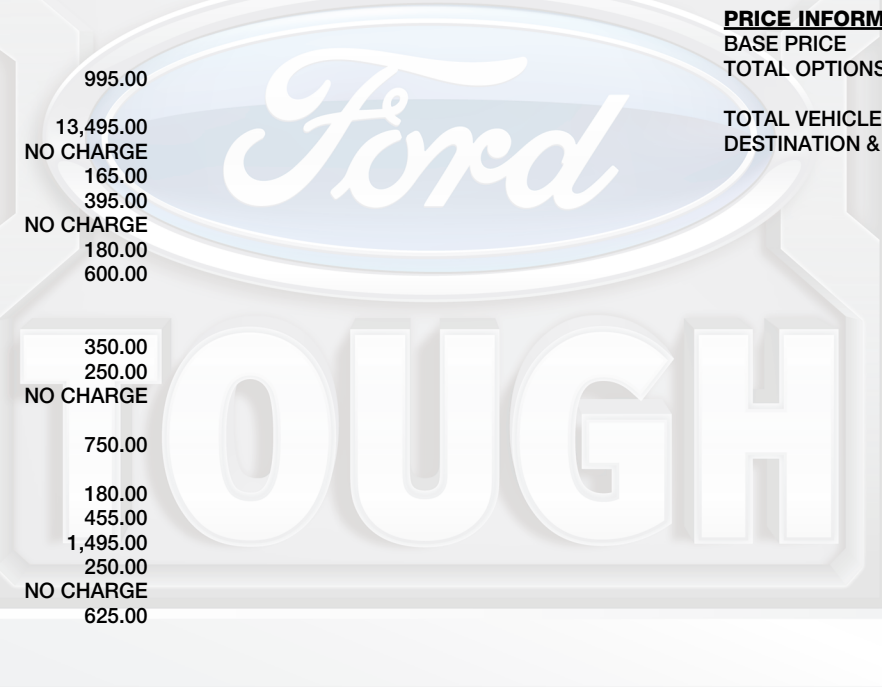 995.00
13,495.00
NO CHARGE
165.00
395.00
NO CHARGE
180.00
600.00
350.00
250.00
NO CHARGE
750.00
180.00
455.00
1,495.00
250.00
NO CHARGE
625.00
PRICE INFORM
BASE PRICE
TOTAL OPTIONS
TOTAL VEHICLE
DESTINATION &
Ford
TOUGH